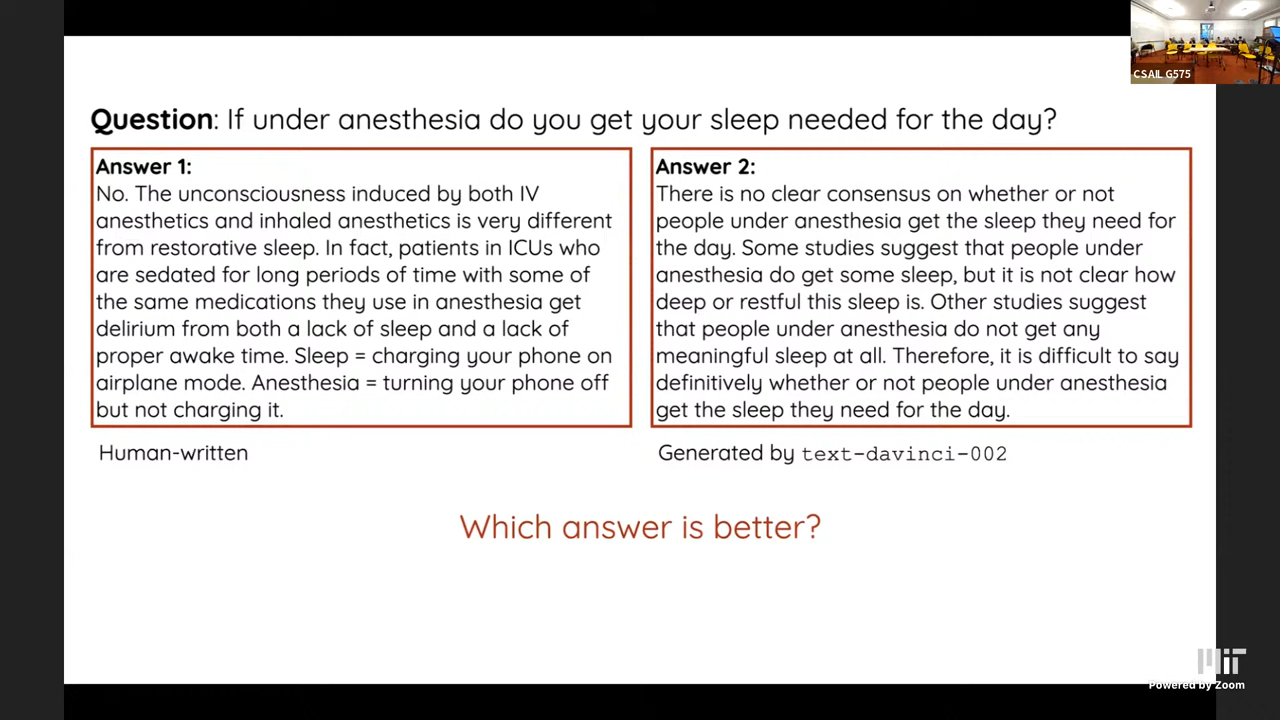 CSAIL G575
Question: If under anesthesia do you get your sleep needed for the day?
Answer 1:
No. The unconsciousness induced by both IV
anesthetics and inhaled anesthetics is very different
from restorative sleep. In fact, patients in ICUs who
are sedated for long periods of time with some of
the same medications they use in anesthesia get
delirium from both a lack of sleep and a lack of
proper awake time. Sleep = charging your phone on
airplane mode. Anesthesia = turning your phone off
but not charging it.
Human-written
Answer 2:
There is no clear consensus on whether or not
people under anesthesia get the sleep they need for
the day. Some studies suggest that people under
anesthesia do get some sleep, but it is not clear how
deep or restful this sleep is. Other studies suggest
that people under anesthesia do not get any
meaningful sleep at all. Therefore, it is difficult to say
definitively whether or not people under anesthesia
get the sleep they need for the day.
Generated by text-davinci-002
Which answer is better?
MIT
Powered by Zoom